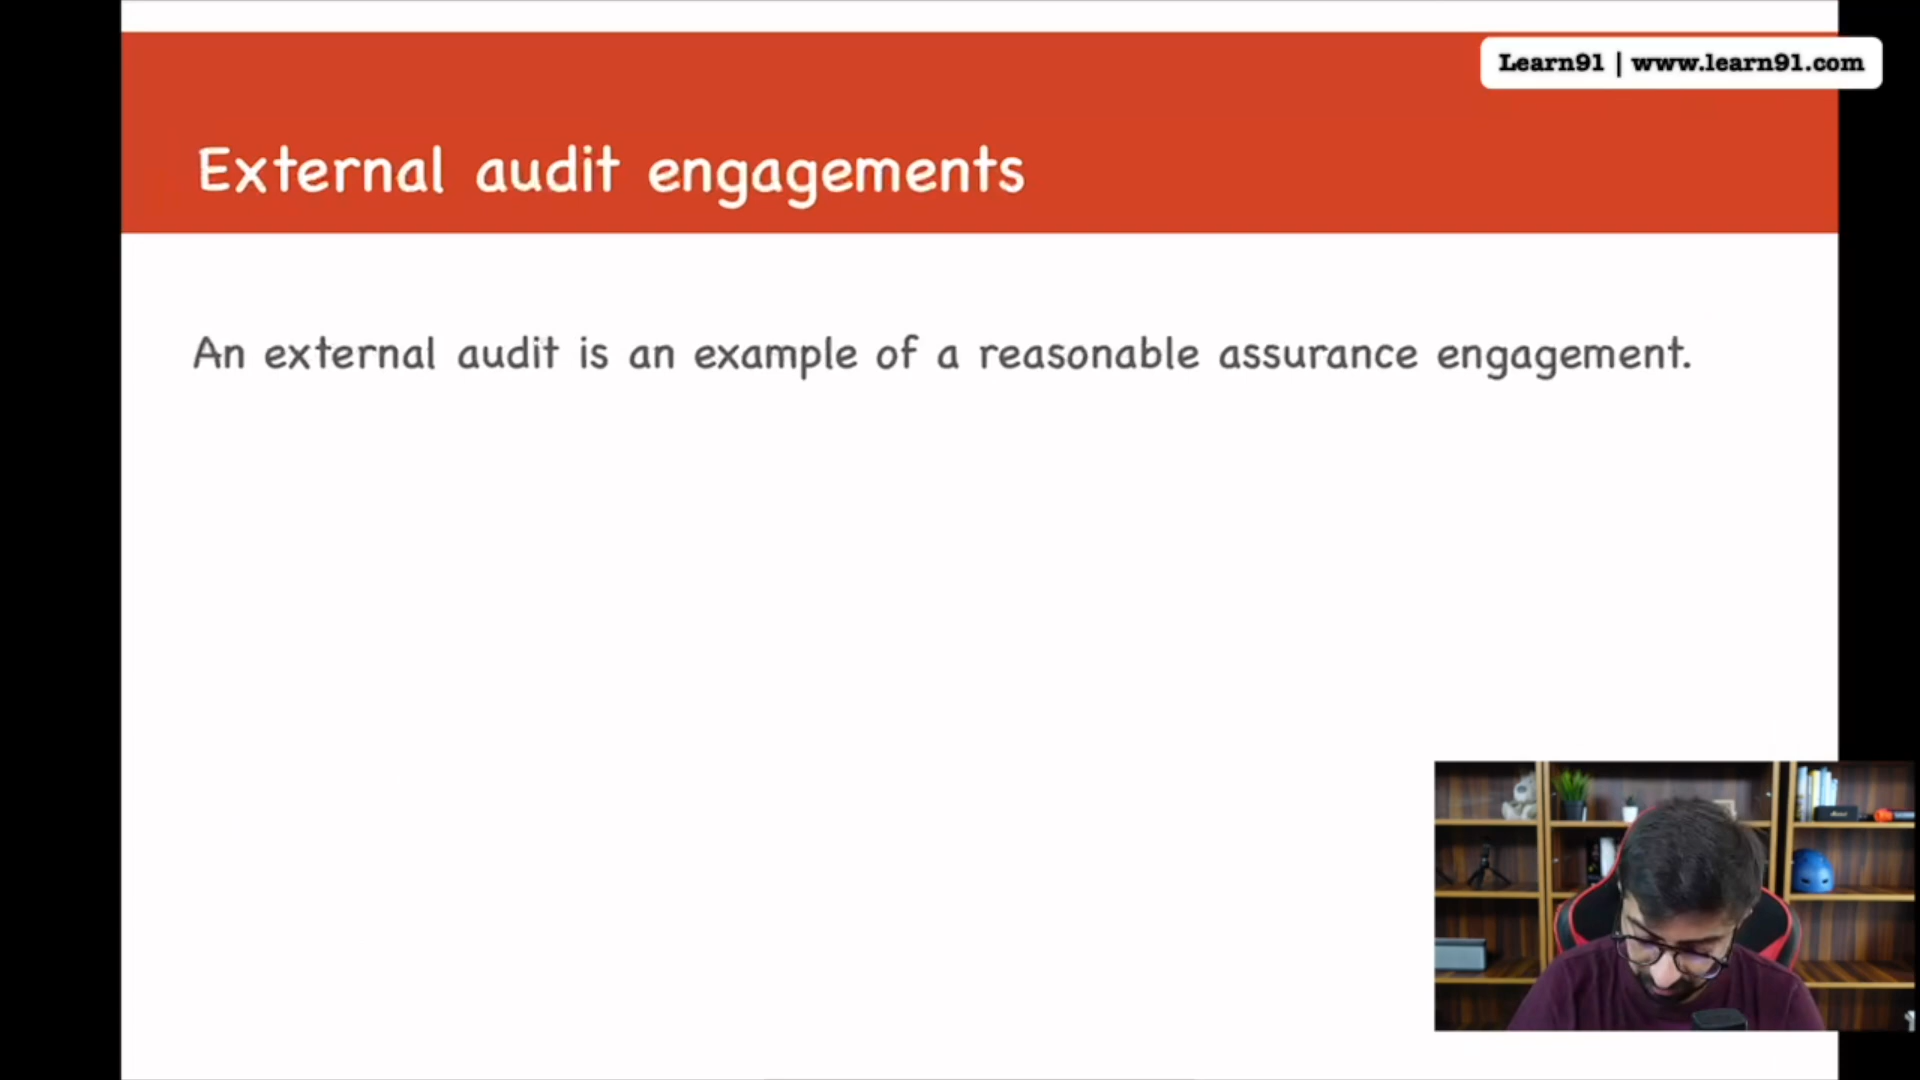 Learn91 | www.learn91.com
External audit engagements
An external audit is an example of a reasonable assurance engagement.